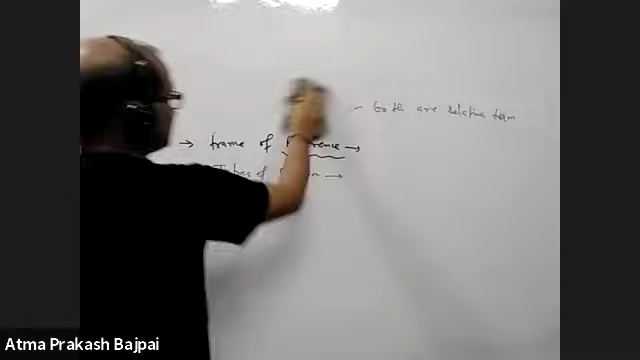 both are relative term
→ frame of Reference →
Types of →
Atma Prakash Bajpai